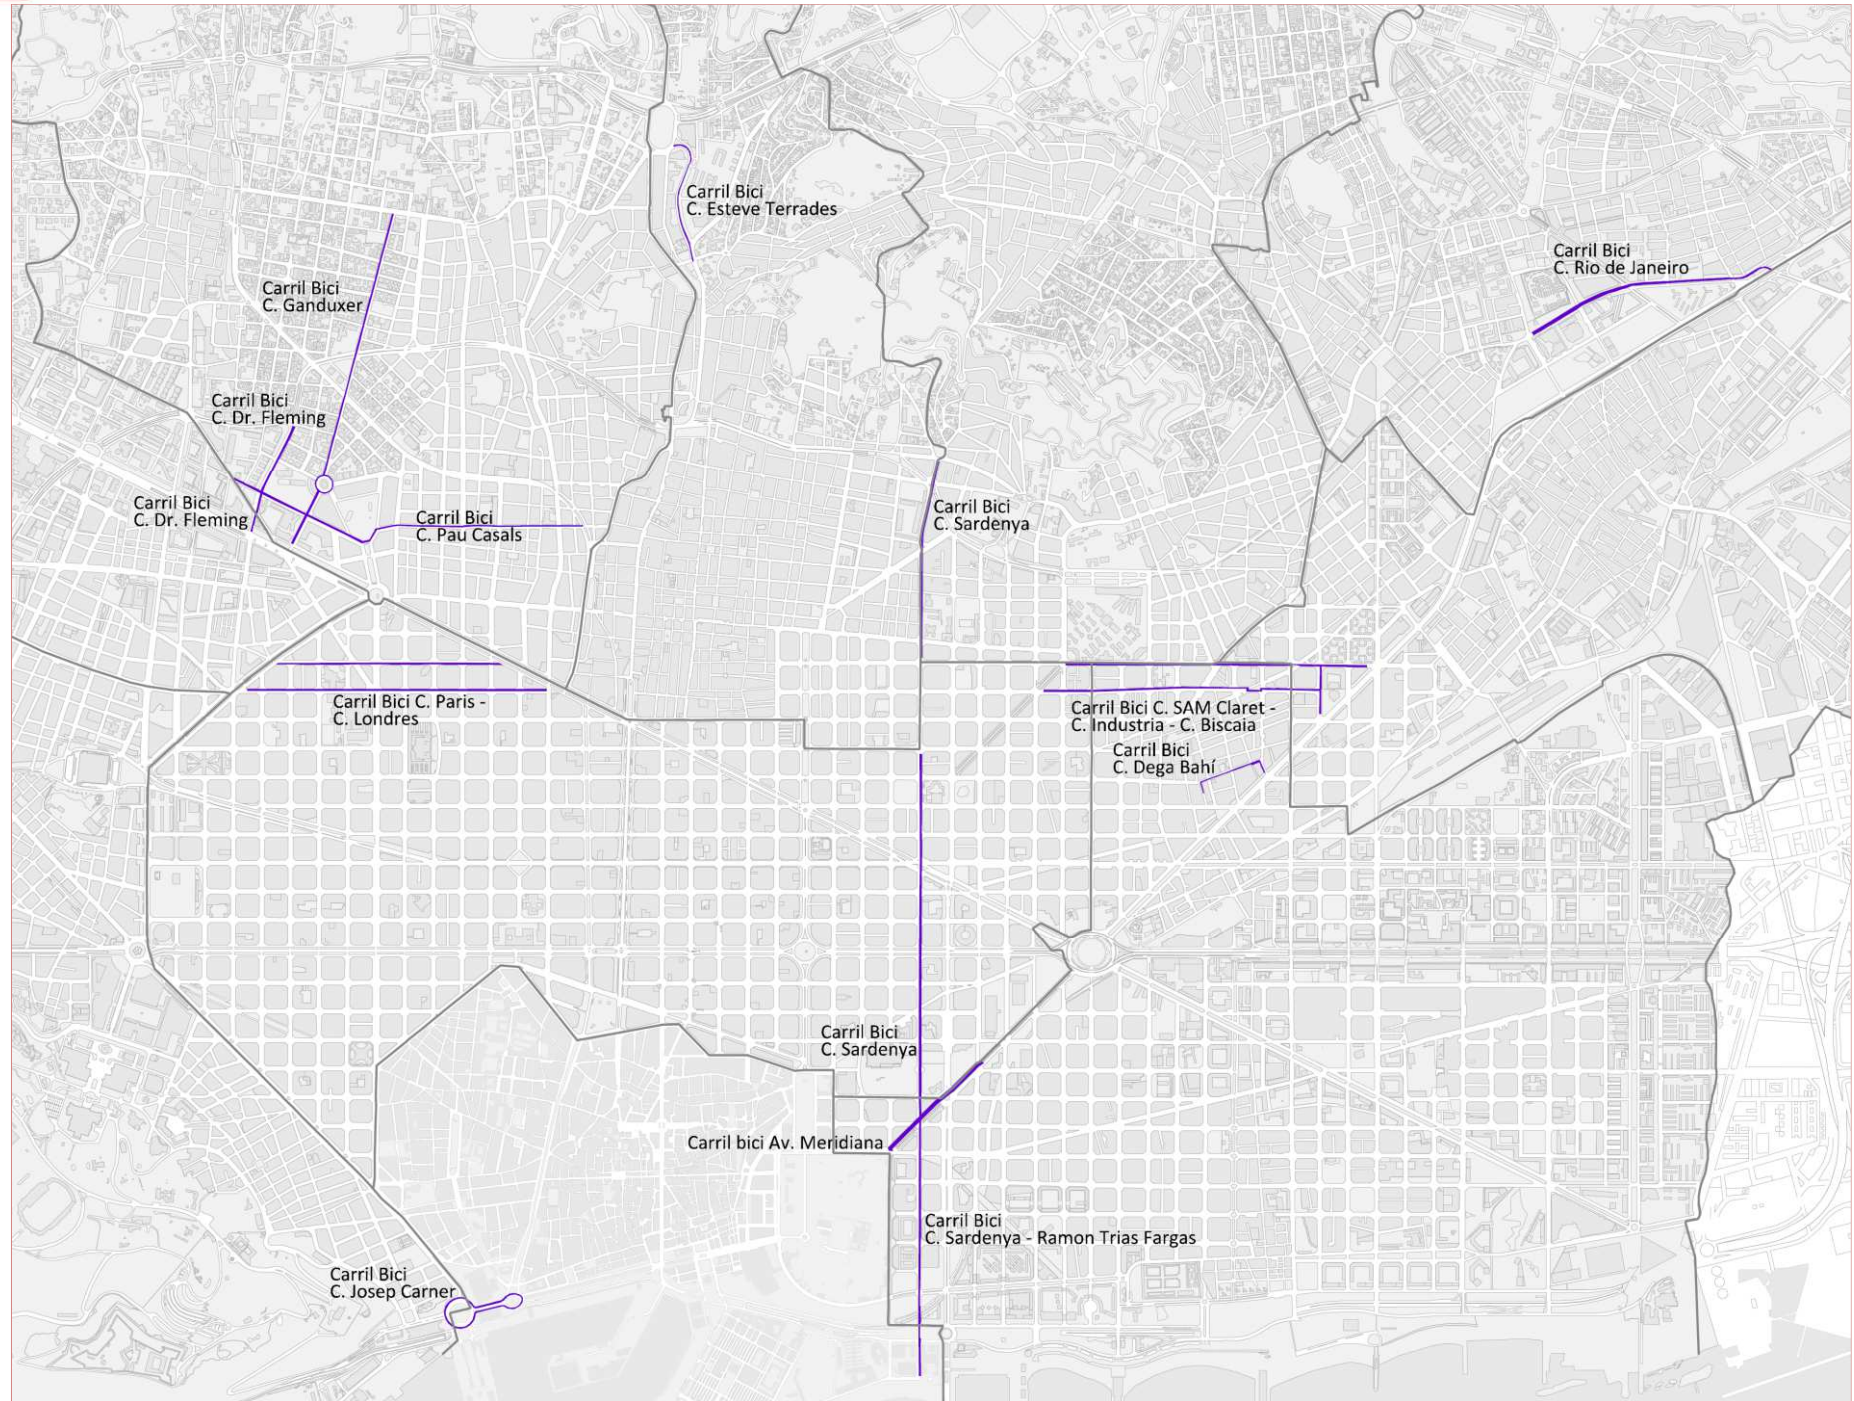 Carril Bici
C. Esteve Terrades
Carril Bici
C. Rio de Janeiro
Carril Bici
C. Ganduxer
Carril Bici
C. Dr. Fleming
Carril Bici
C. Dr. Fleming
Carril Bici
C. Pau Casals
Carril Bici
C. Sardenya
Carril Bici C. Paris -
C. Londres
Carril Bici C. SAM Claret -
C. Industria - C. Biscaia
Carril Bici
C. Dega Bahí
Carril Bici
C. Sardenya
Carril bici Av. Meridiana
Carril Bici
C. Sardenya - Ramon Trias Fargas
Carril Bici
C. Josep Carner